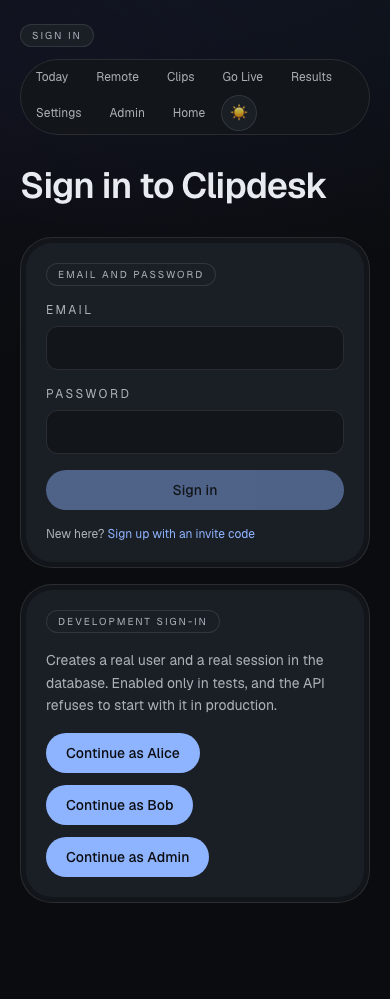 SIGN IN
Today Remote Clips Go Live Results
Settings Admin Home
Sign in to Clipdesk
EMAIL AND PASSWORD
EMAIL
PASSWORD
Sign in
New here? Sign up with an invite code
DEVELOPMENT SIGN-IN
Creates a real user and a real session in the
database. Enabled only in tests, and the API
refuses to start with it in production.
Continue as Alice
Continue as Bob
Continue as Admin